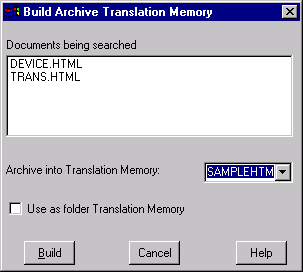 Build Archive Translation Memory
Documents being searched
DEVICE.HTML
TRANS.HTML
Archive into Translation Memory: SAMPLEHTM
Use as folder Translation Memory
Build Cancel Help